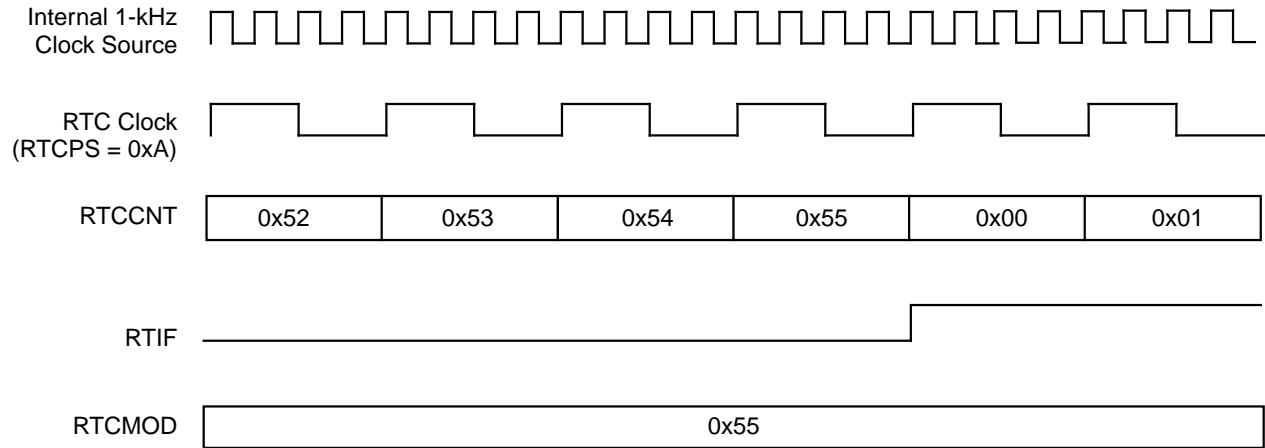 Internal 1-kHz
Clock Source
RTC Clock
(RTCPS = 0xA)
RTCCNT 0x52 0x53 0x54 0x55 0x00 0x01
RTIF
RTCMOD 0x55